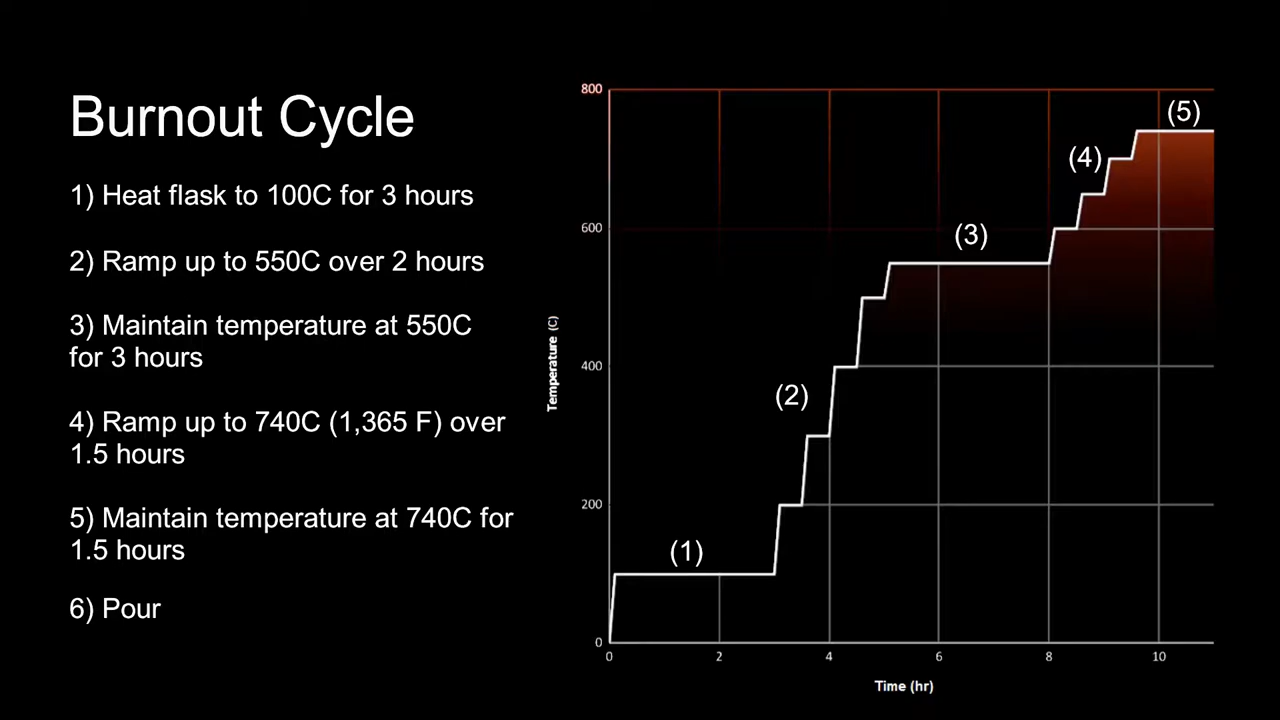 Burnout Cycle
1) Heat flask to 100C for 3 hours
2) Ramp up to 550C over 2 hours
3) Maintain temperature at 550C
for 3 hours
4) Ramp up to 740C (1,365 F) over
1.5 hours
5) Maintain temperature at 740C for
1.5 hours
6) Pour
800
600
400
200
0
Temperature (C)
(1)
(2)
(3)
(4)
(5)
0 2 4 6 8 10
Time (hr)